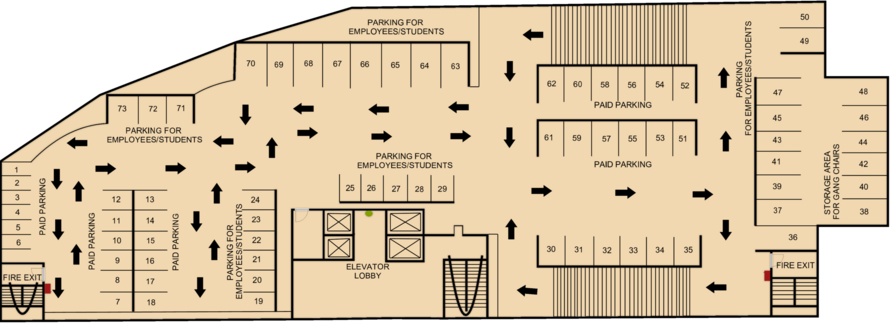 PARKING FOR
EMPLOYEES/STUDENTS
50
49
70 69 68 67 66 65 64 63
62 60 58 56 54 52
PAID PARKING
PARKING
FOR EMPLOYEES/STUDENTS
47
45
43
41
39
37
36
48
46
44
42
40
38
STORAGE AREA
FOR GANG CHAIRS
73 72 71
PARKING FOR
EMPLOYEES/STUDENTS
61 59 57 55 53 51
PAID PARKING
PARKING FOR
EMPLOYEES/STUDENTS
25 26 27 28 29
1
2
3
4
5
6
PAID PARKING
PAID PARKING
12 13
11 14
10 15
9 16
8 17
7 18
PAID PARKING
PARKING FOR
EMPLOYEES/STUDENTS
24
23
22
21
20
19
ELEVATOR
LOBBY
30 31 32 33 34 35
FIRE EXIT
FIRE EXIT